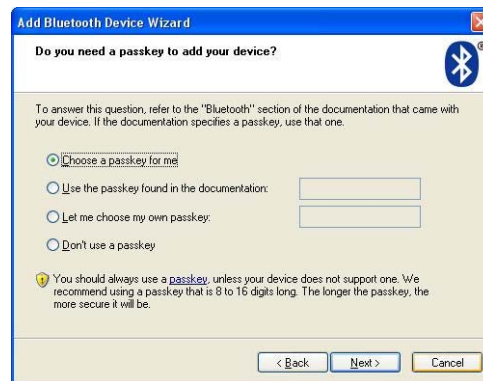 Add Bluetooth Device Wizard
Do you need a passkey to add your device?
To answer this question, refer to the "Bluetooth" section of the documentation that came with
your device. If the documentation specifies a passkey, use that one.
Choose a passkey for me
Use the passkey found in the documentation:
Let me choose my own passkey:
Don't use a passkey
You should always use a passkey, unless your device does not support one. We
recommend using a passkey that is 8 to 16 digits long. The longer the passkey, the
more secure it will be.
< Back Next > Cancel